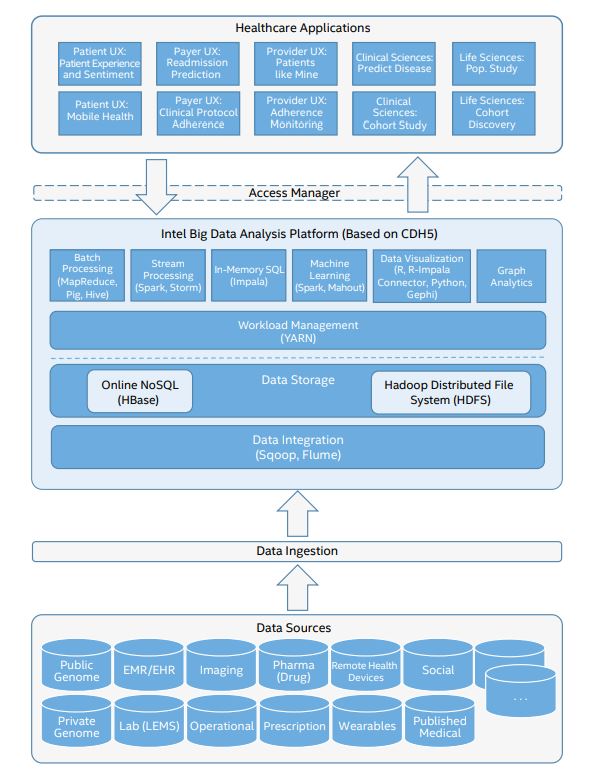 Healthcare Applications
Patient UX:
Patient Experience
and Sentiment
Payer UX:
Readmission
Prediction
Provider UX:
Patients
like Mine
Clinical Sciences:
Predict Disease
Life Sciences:
Pop. Study
Patient UX:
Mobile Health
Payer UX:
Clinical Protocol
Adherence
Provider UX:
Adherence
Monitoring
Clinical
Sciences:
Cohort Study
Life Sciences:
Cohort
Discovery
Access Manager
Intel Big Data Analysis Platform (Based on CDH5)
Batch
Processing
(MapReduce,
Pig, Hive)
Stream
Processing
(Spark, Storm)
In-Memory SQL
(Impala)
Machine
Learning
(Spark, Mahout)
Data Visualization
(R, R-Impala
Connector, Python,
Gephi)
Graph
Analytics
Workload Management
(YARN)
Data Storage
Online NoSQL
(HBase)
Hadoop Distributed File
System (HDFS)
Data Integration
(Sqoop, Flume)
Data Ingestion
Data Sources
Public
Genome
EMR/EHR
Imaging
Pharma
(Drug)
Remote Health
Devices
Social
. . .
Private
Genome
Lab (LEMS)
Operational
Prescription
Wearables
Published
Medical